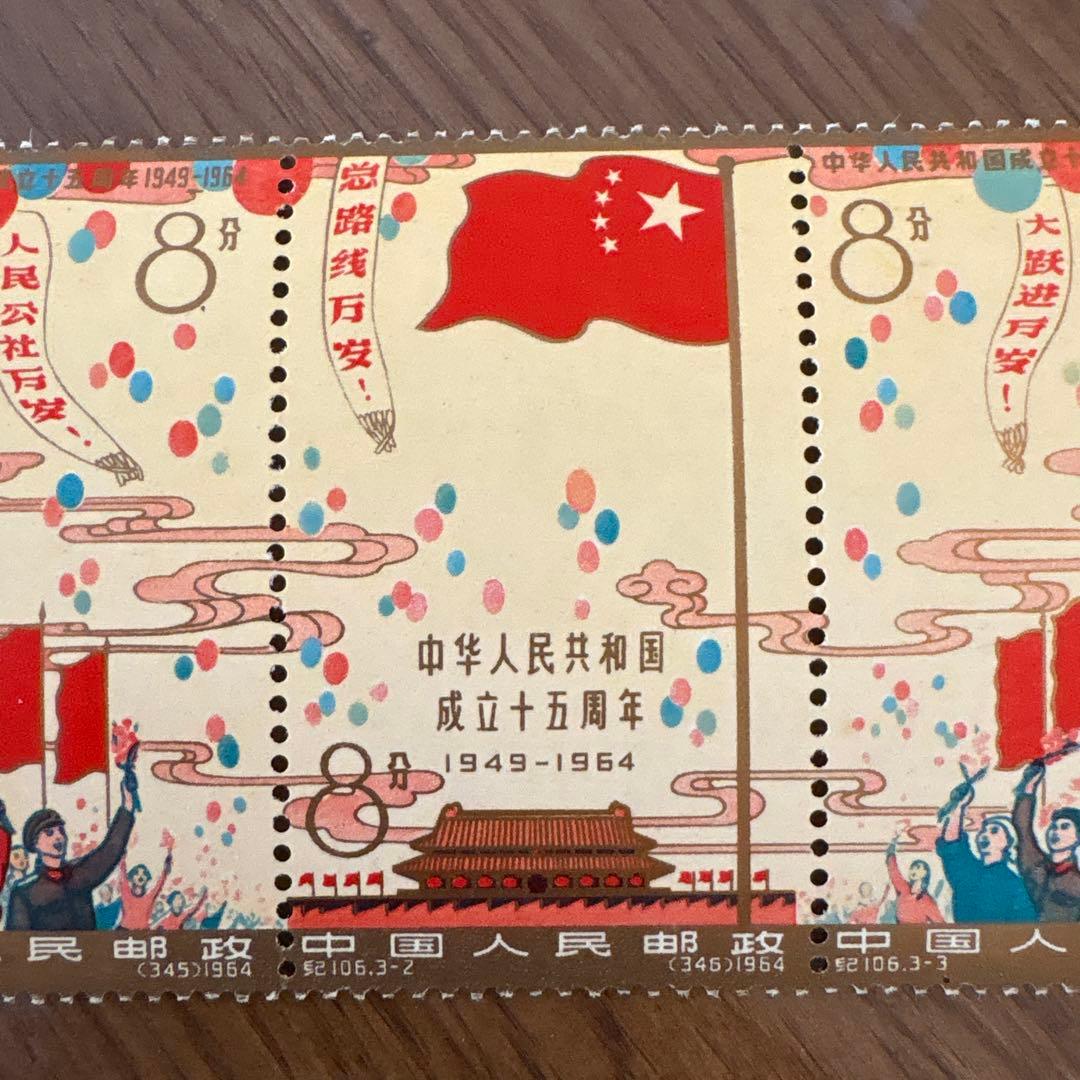 成立十五周年1949-1964
8分
人民公社万岁!
民邮政
(345)1964
总路线万岁!
中华人民共和国
成立十五周年
1949-1964
8分
中国人民邮政
纪106.3-2
(346)1964
中华人民共和国成立十
8分
大跃进万岁!
中国人
纪106.3-3